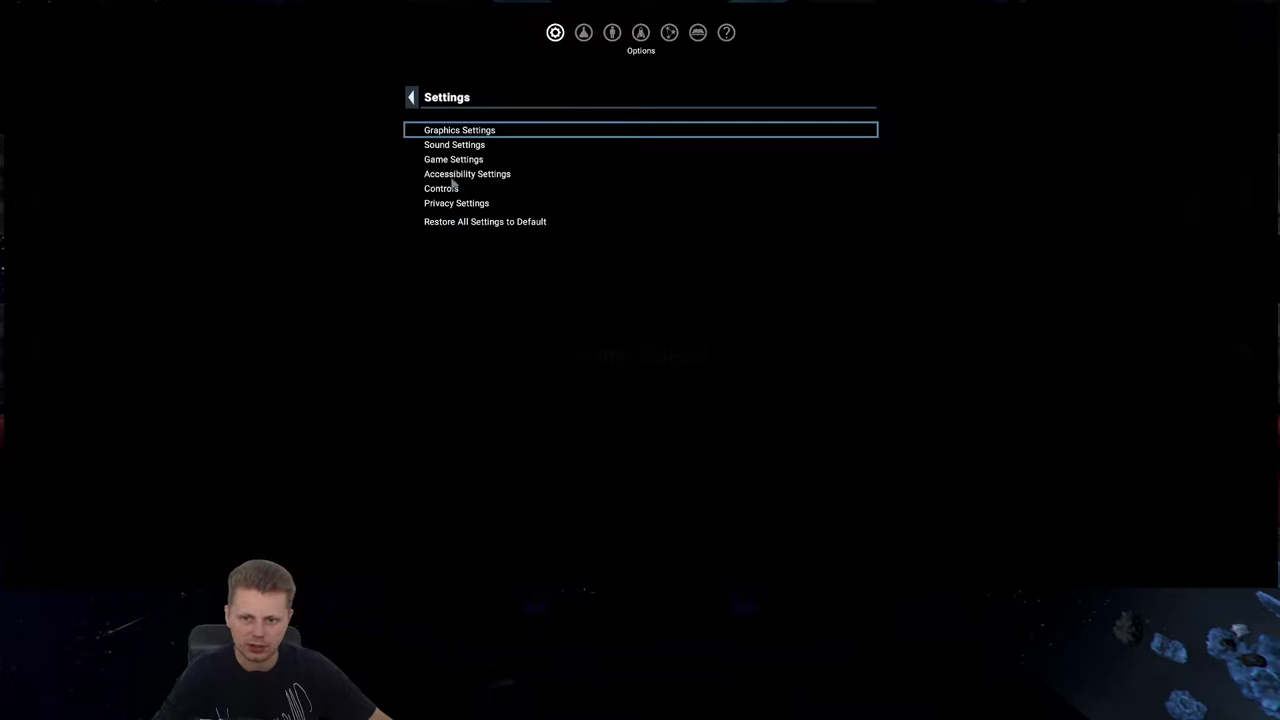 Options
Settings
Graphics Settings
Sound Settings
Game Settings
Accessibility Settings
Controls
Privacy Settings
Restore All Settings to Default